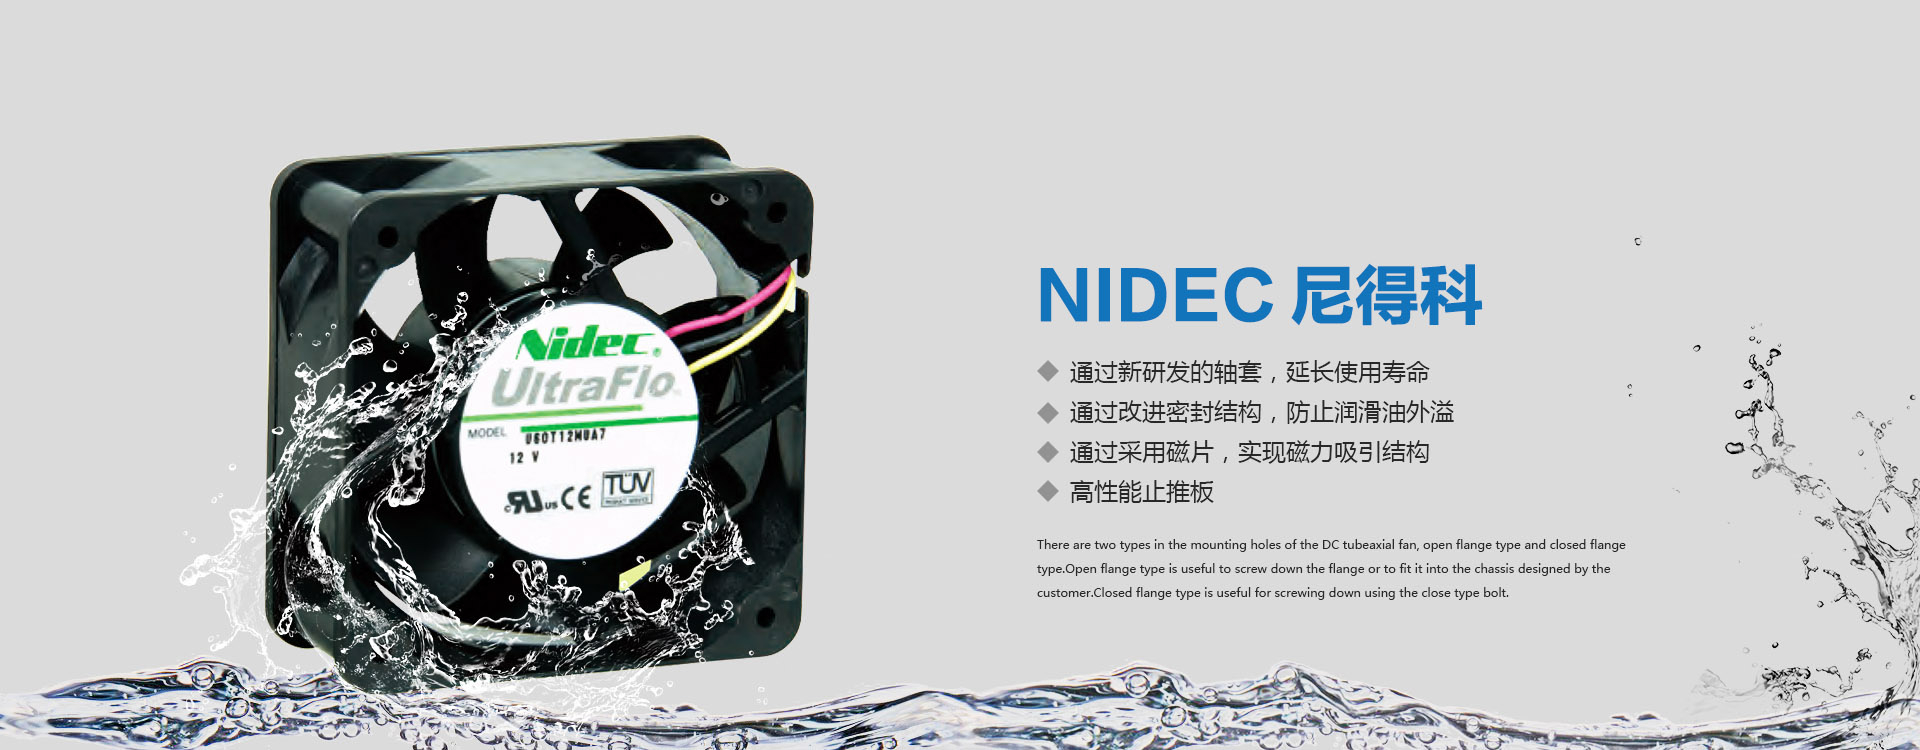 Nidec®
UltraFlo™
MODEL U60T12MUA7
12 V
c RU us CE TÜV
PRODUCT SERVICE
NIDEC 尼得科
通过新研发的轴套，延长使用寿命
通过改进密封结构，防止润滑油外溢
通过采用磁片，实现磁力吸引结构
高性能止推板
There are two types in the mounting holes of the DC tubeaxial fan, open flange type and closed flange
type.Open flange type is useful to screw down the flange or to fit it into the chassis designed by the
customer.Closed flange type is useful for screwing down using the close type bolt.